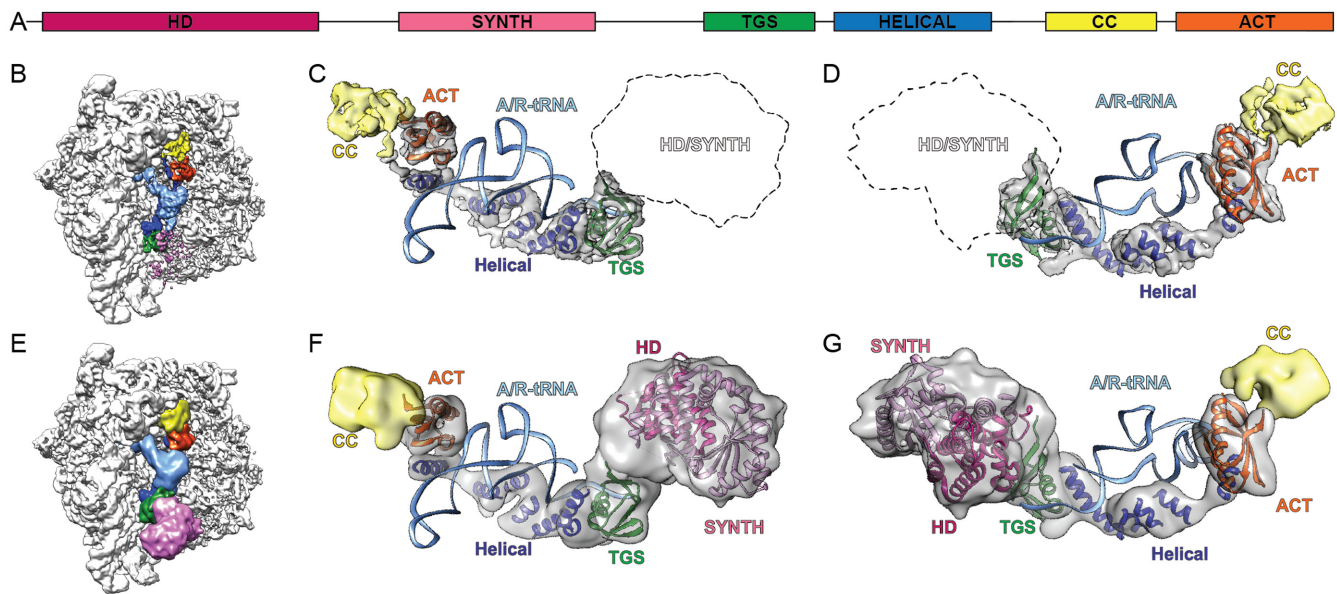 A HD SYNTH TGS HELICAL CC ACT
B
C
CC
ACT
A/R-tRNA
HD/SYNTH
Helical
TGS
D
HD/SYNTH
A/R-tRNA
CC
ACT
TGS
Helical
E
F
CC
ACT
A/R-tRNA
HD
Helical
TGS
SYNTH
G
SYNTH
A/R-tRNA
CC
HD
TGS
Helical
ACT